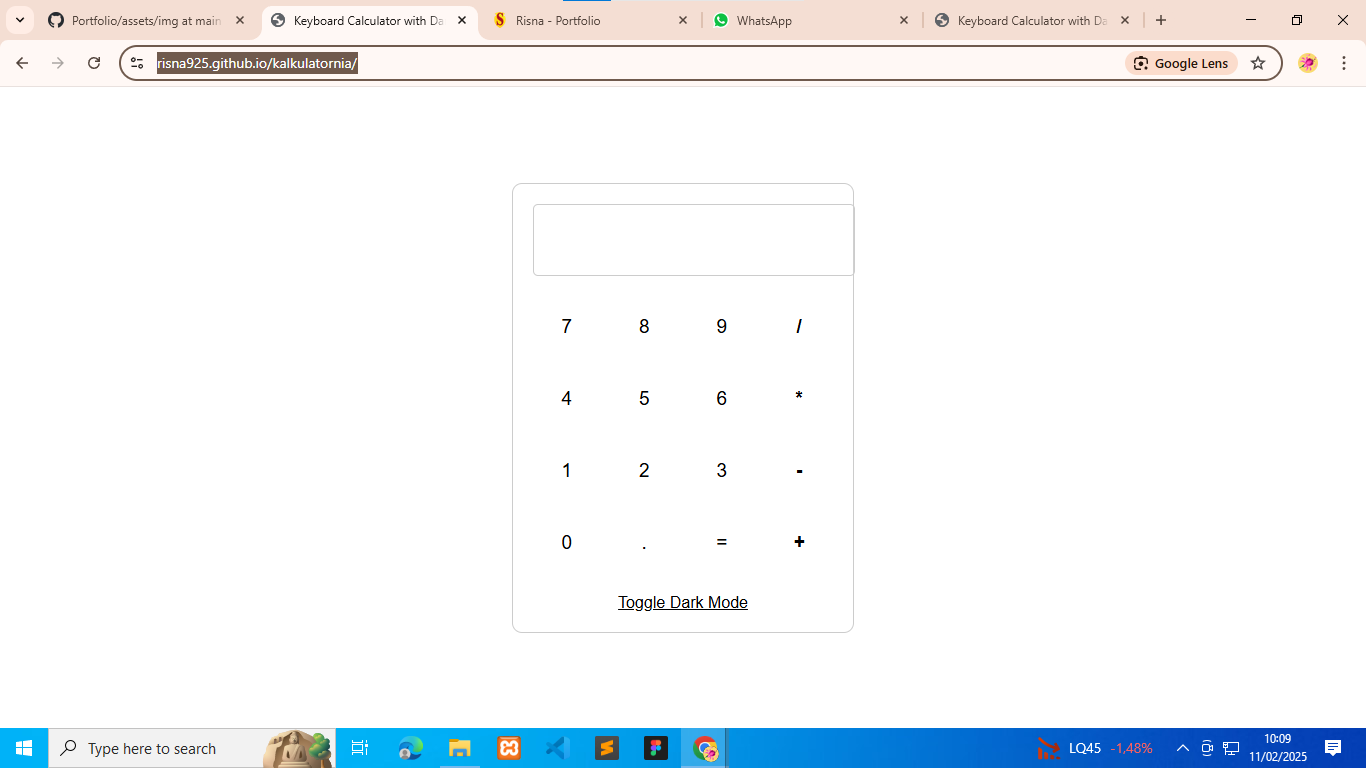 Portfolio/assets/img at main
Keyboard Calculator with Da
Risna - Portfolio
WhatsApp
Keyboard Calculator with Da
risna925.github.io/kalkulatornia/
Google Lens
7 8 9 /
4 5 6 *
1 2 3 -
0 . = +
Toggle Dark Mode
Type here to search
LQ45 -1,48%
10:09
11/02/2025